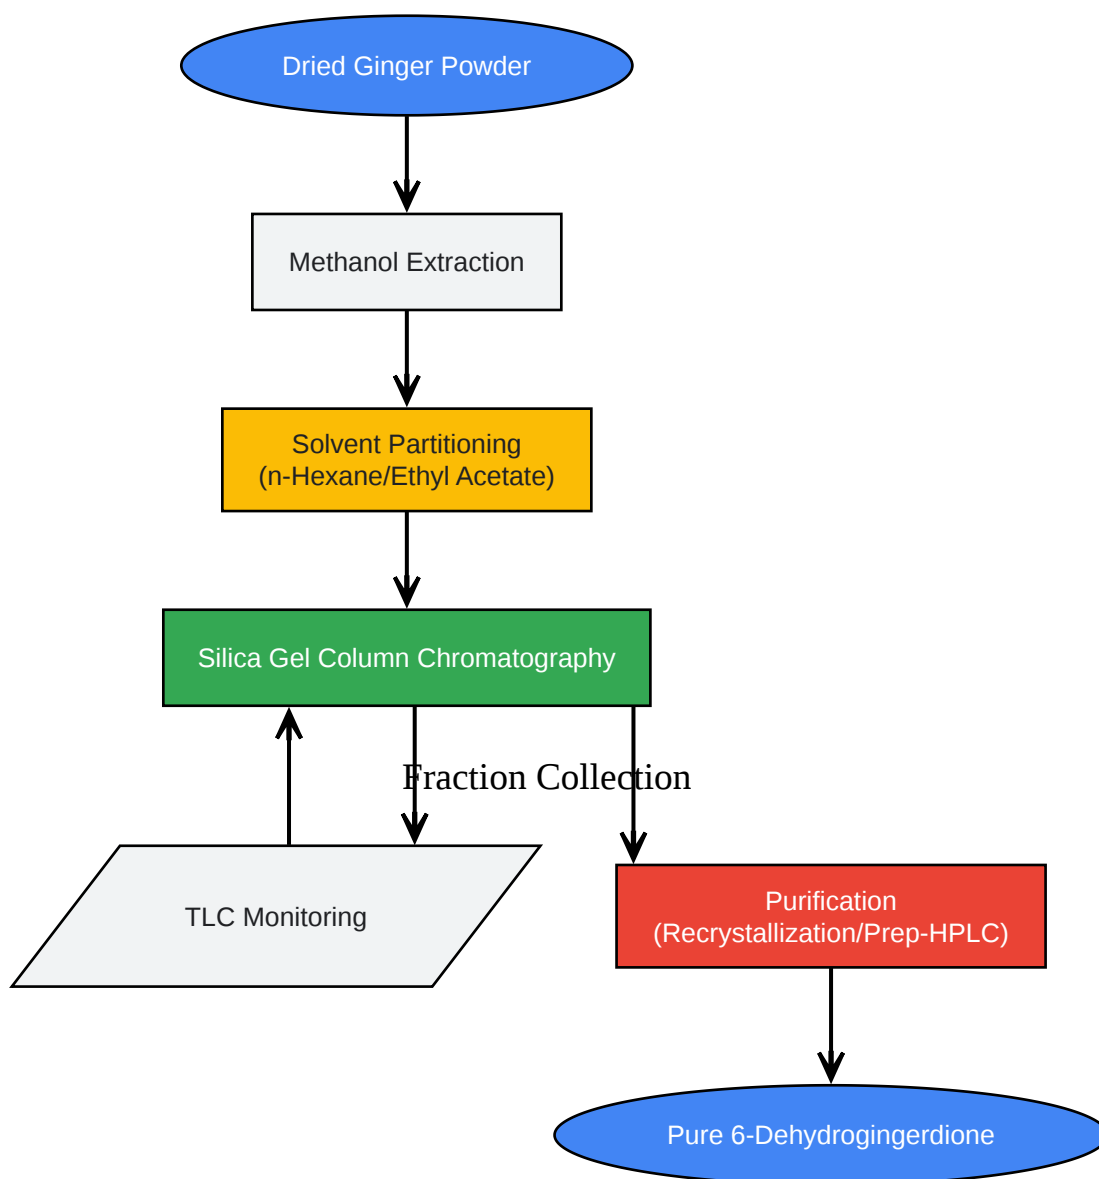 Dried Ginger Powder
Methanol Extraction
Solvent Partitioning
(n-Hexane/Ethyl Acetate)
Silica Gel Column Chromatography
Fraction Collection
TLC Monitoring
Purification
(Recrystallization/Prep-HPLC)
Pure 6-Dehydrogingerdione